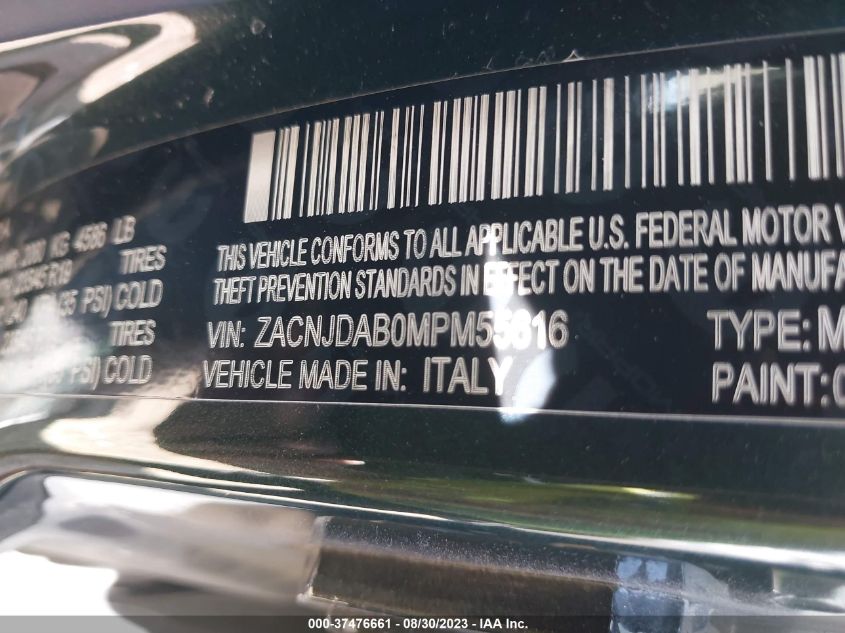 THIS VEHICLE CONFORMS TO ALL APPLICABLE U.S. FEDERAL MOTOR V
THEFT PREVENTION STANDARDS IN EFFECT ON THE DATE OF MANUFA
VIN: ZACNJDAB0MPM55616 TYPE: M
VEHICLE MADE IN: ITALY PAINT:
KG 4586 LB
TIRES
PSI) COLD
TIRES
PSI) COLD
000-37476661 - 08/30/2023 - IAA Inc.